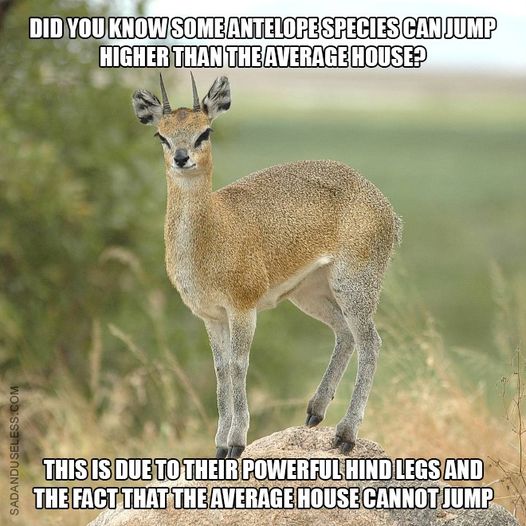 DID YOU KNOW SOME ANTELOPE SPECIES CAN JUMP
HIGHER THAN THE AVERAGE HOUSE?
SADANDUSELESS.COM
THIS IS DUE TO THEIR POWERFUL HIND LEGS AND
THE FACT THAT THE AVERAGE HOUSE CANNOT JUMP